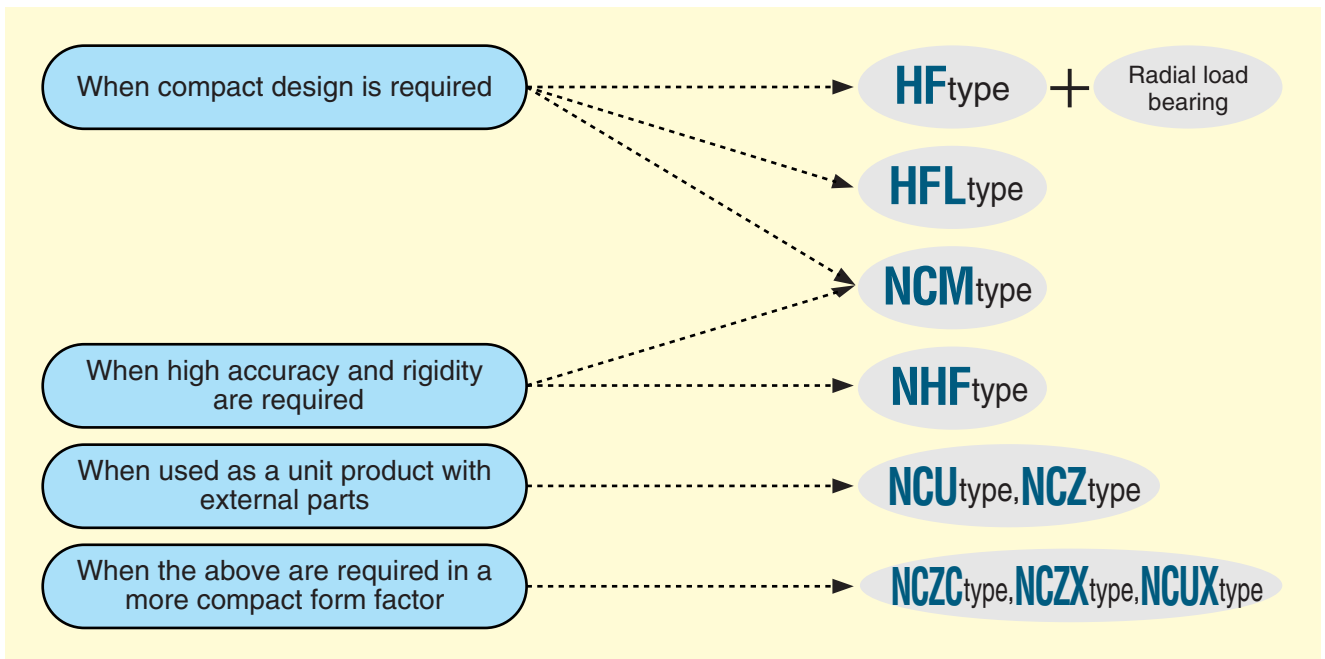 When compact design is required
HFtype
Radial load
bearing
HFLtype
NCMtype
When high accuracy and rigidity
are required
NHFtype
When used as a unit product with
external parts
NCUtype,NCZtype
When the above are required in a
more compact form factor
NCZCtype,NCZXtype,NCUXtype